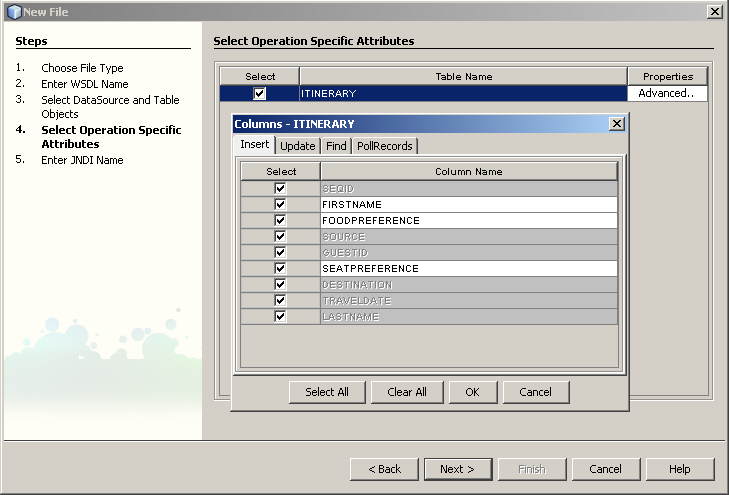 New File
Steps
1. Choose File Type
2. Enter WSDL Name
3. Select DataSource and Table
Objects
4. Select Operation Specific
Attributes
5. Enter JNDI Name
Select Operation Specific Attributes
Select Table Name Properties
ITINERARY Advanced..
Columns - ITINERARY
Insert Update Find PollRecords
Select Column Name
SEQID
FIRSTNAME
FOODPREFERENCE
SOURCE
GUESTID
SEATPREFERENCE
DESTINATION
TRAVELDATE
LASTNAME
Select All Clear All OK Cancel
< Back Next > Finish Cancel Help